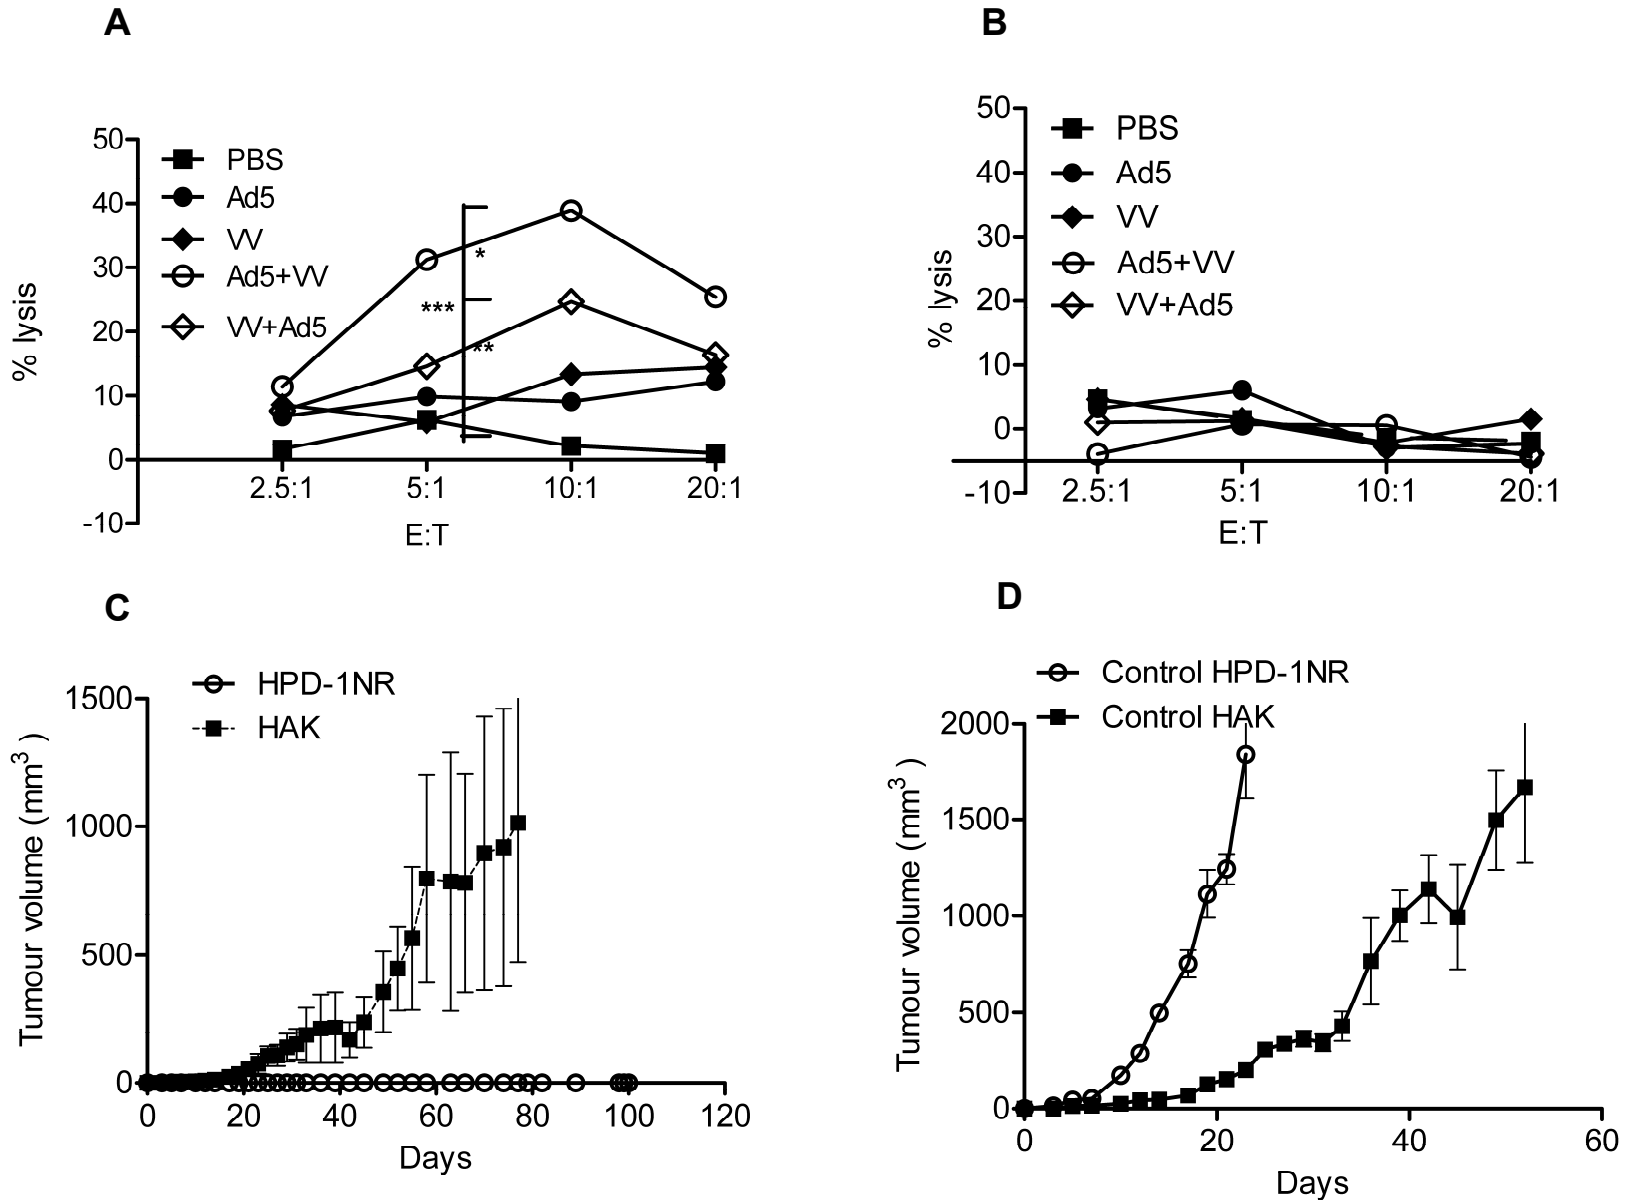 A
50
40
30
20
10
0
-10
% lysis
PBS
Ad5
VV
Ad5+VV
VV+Ad5
*
***
**
2.5:1 5:1 10:1 20:1
E:T
B
50
40
30
20
10
0
-10
% lysis
PBS
Ad5
VV
Ad5+VV
VV+Ad5
2.5:1 5:1 10:1 20:1
E:T
C
HPD-1NR
HAK
1500
1000
500
0
Tumour volume (mm3 )
0 20 40 60 80 100 120
Days
D
Control HPD-1NR
Control HAK
2000
1500
1000
500
0
Tumour volume (mm3 )
0 20 40 60
Days